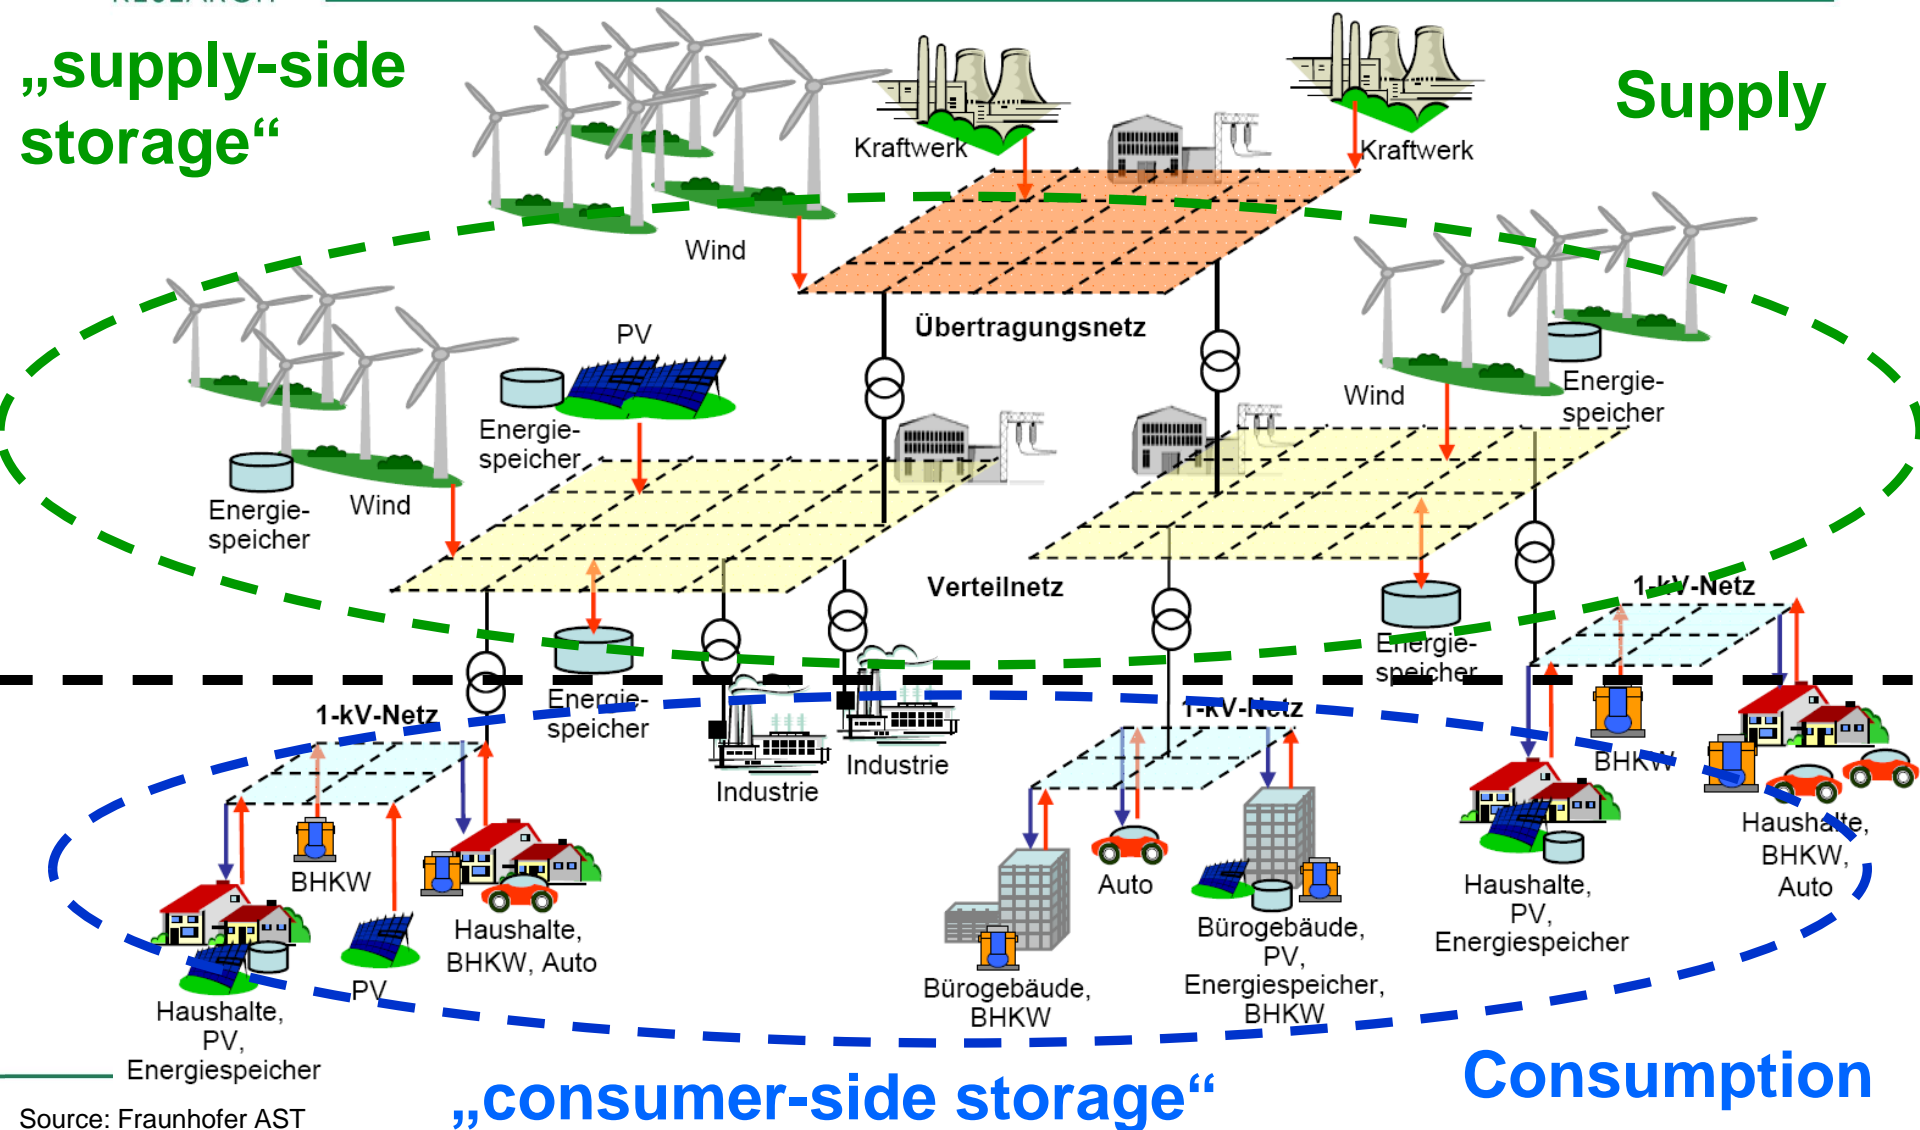 „supply-side
storage“
Supply
Kraftwerk
Kraftwerk
Wind
Übertragungsnetz
PV
Energie-
speicher
Wind
Energie-
speicher
Energie-
speicher
Wind
Verteilnetz
1-kV-Netz
Energie-
speicher
Energie-
speicher
1-kV-Netz
1-kV-Netz
Industrie
Industrie
BHKW
BHKW
Auto
Haushalte,
BHKW,
Auto
Haushalte,
PV,
Energiespeicher
Haushalte,
BHKW, Auto
PV
Bürogebäude,
PV,
Energiespeicher,
BHKW
Bürogebäude,
BHKW
Haushalte,
PV,
Energiespeicher
Consumption
„consumer-side storage“
Source: Fraunhofer AST